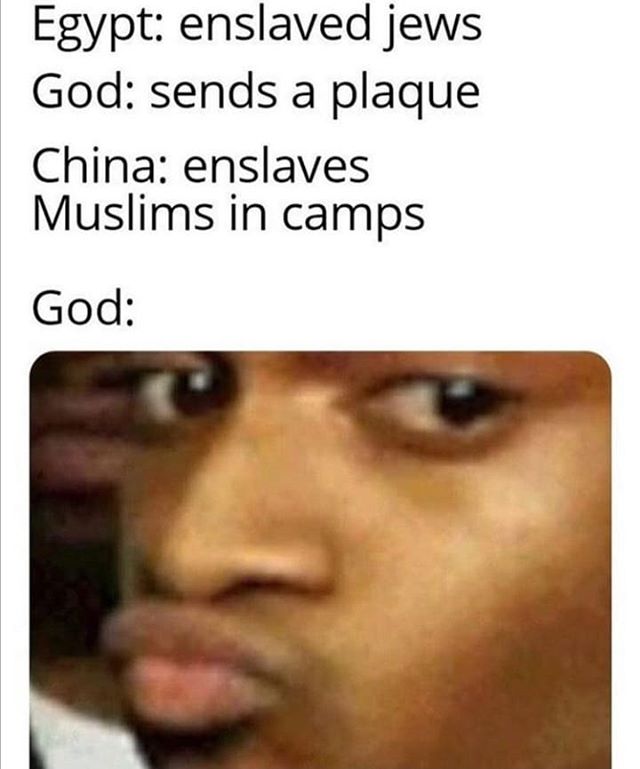 Egypt: enslaved jews
God: sends a plaque
China: enslaves
Muslims in camps
God: